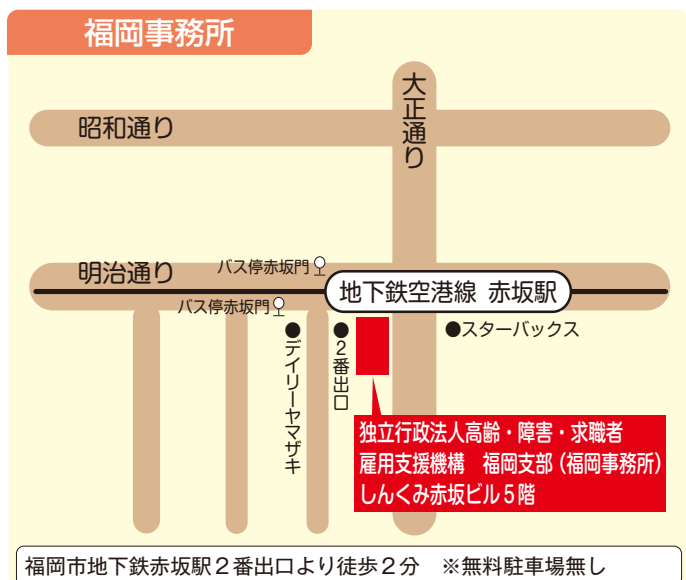 福岡事務所
昭和通り
大正通り
明治通り
バス停赤坂門
地下鉄空港線 赤坂駅
バス停赤坂門
●デイリーヤマザキ
●2番出口
●スターバックス
独立行政法人高齢・障害・求職者
雇用支援機構　福岡支部（福岡事務所）
しんくみ赤坂ビル5階
福岡市地下鉄赤坂駅2番出口より徒歩2分　※無料駐車場無し